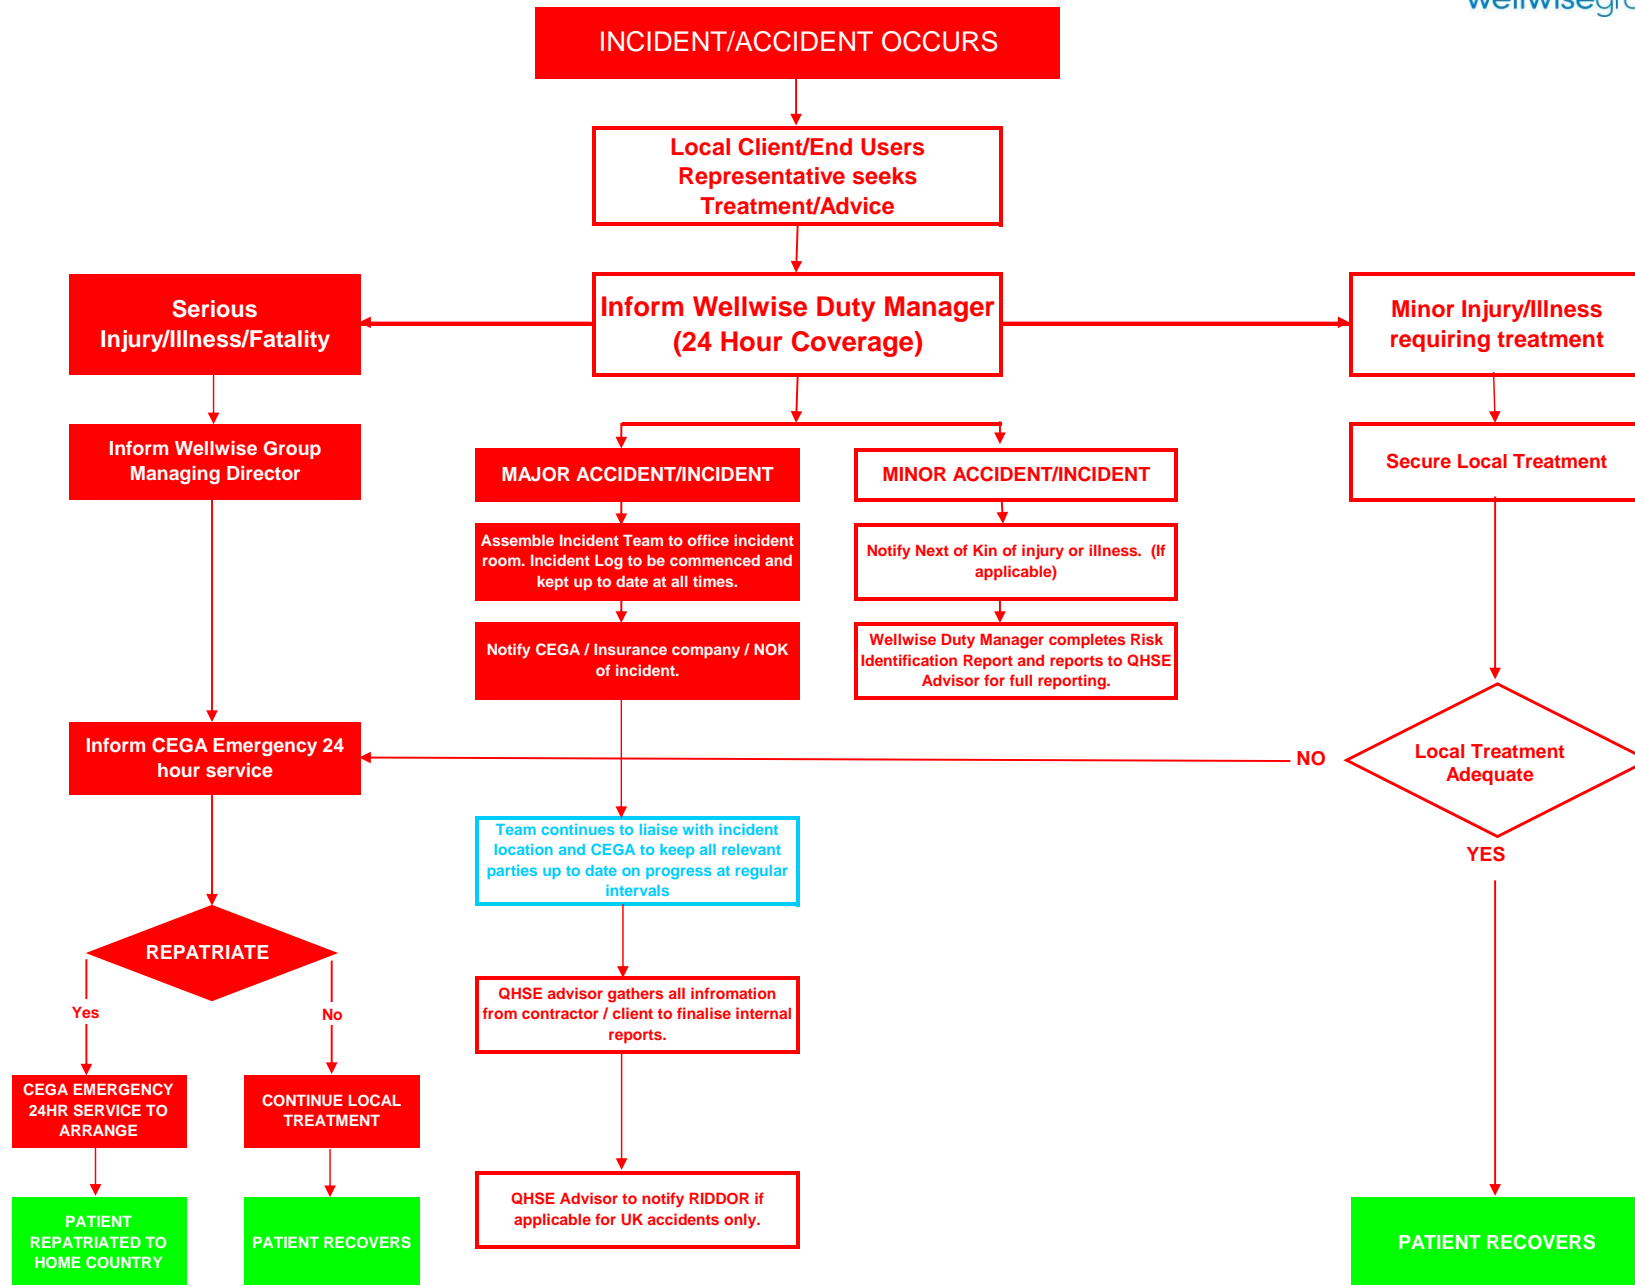 wellwisegro
INCIDENT/ACCIDENT OCCURS
Local Client/End Users
Representative seeks
Treatment/Advice
Serious
Injury/Illness/Fatality
Inform Wellwise Duty Manager
(24 Hour Coverage)
Minor Injury/Illness
requiring treatment
Inform Wellwise Group
Managing Director
MAJOR ACCIDENT/INCIDENT
MINOR ACCIDENT/INCIDENT
Secure Local Treatment
Assemble Incident Team to office incident
room. Incident Log to be commenced and
kept up to date at all times.
Notify Next of Kin of injury or illness. (If
applicable)
Notify CEGA / Insurance company / NOK
of incident.
Wellwise Duty Manager completes Risk
Identification Report and reports to QHSE
Advisor for full reporting.
Inform CEGA Emergency 24
hour service
NO
Local Treatment
Adequate
YES
Team continues to liaise with incident
location and CEGA to keep all relevant
parties up to date on progress at regular
intervals
REPATRIATE
Yes
No
QHSE advisor gathers all infromation
from contractor / client to finalise internal
reports.
CEGA EMERGENCY
24HR SERVICE TO
ARRANGE
CONTINUE LOCAL
TREATMENT
QHSE Advisor to notify RIDDOR if
applicable for UK accidents only.
PATIENT
REPATRIATED TO
HOME COUNTRY
PATIENT RECOVERS
PATIENT RECOVERS